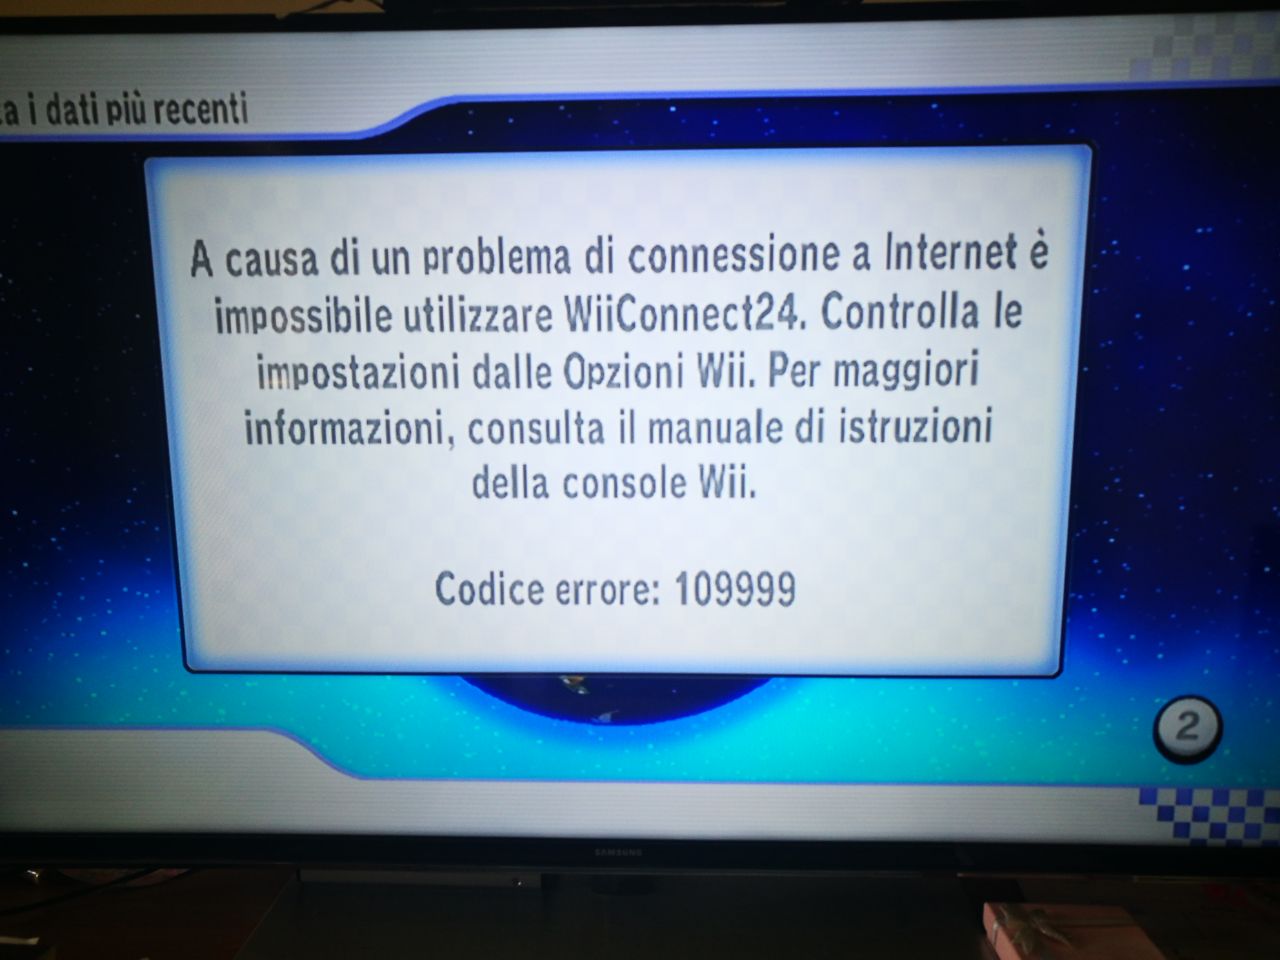 a i dati più recenti
A causa di un problema di connessione a Internet è
impossibile utilizzare WiiConnect24. Controlla le
impostazioni dalle Opzioni Wii. Per maggiori
informazioni, consulta il manuale di istruzioni
della console Wii.
Codice errore: 109999
2
SAMSUNG